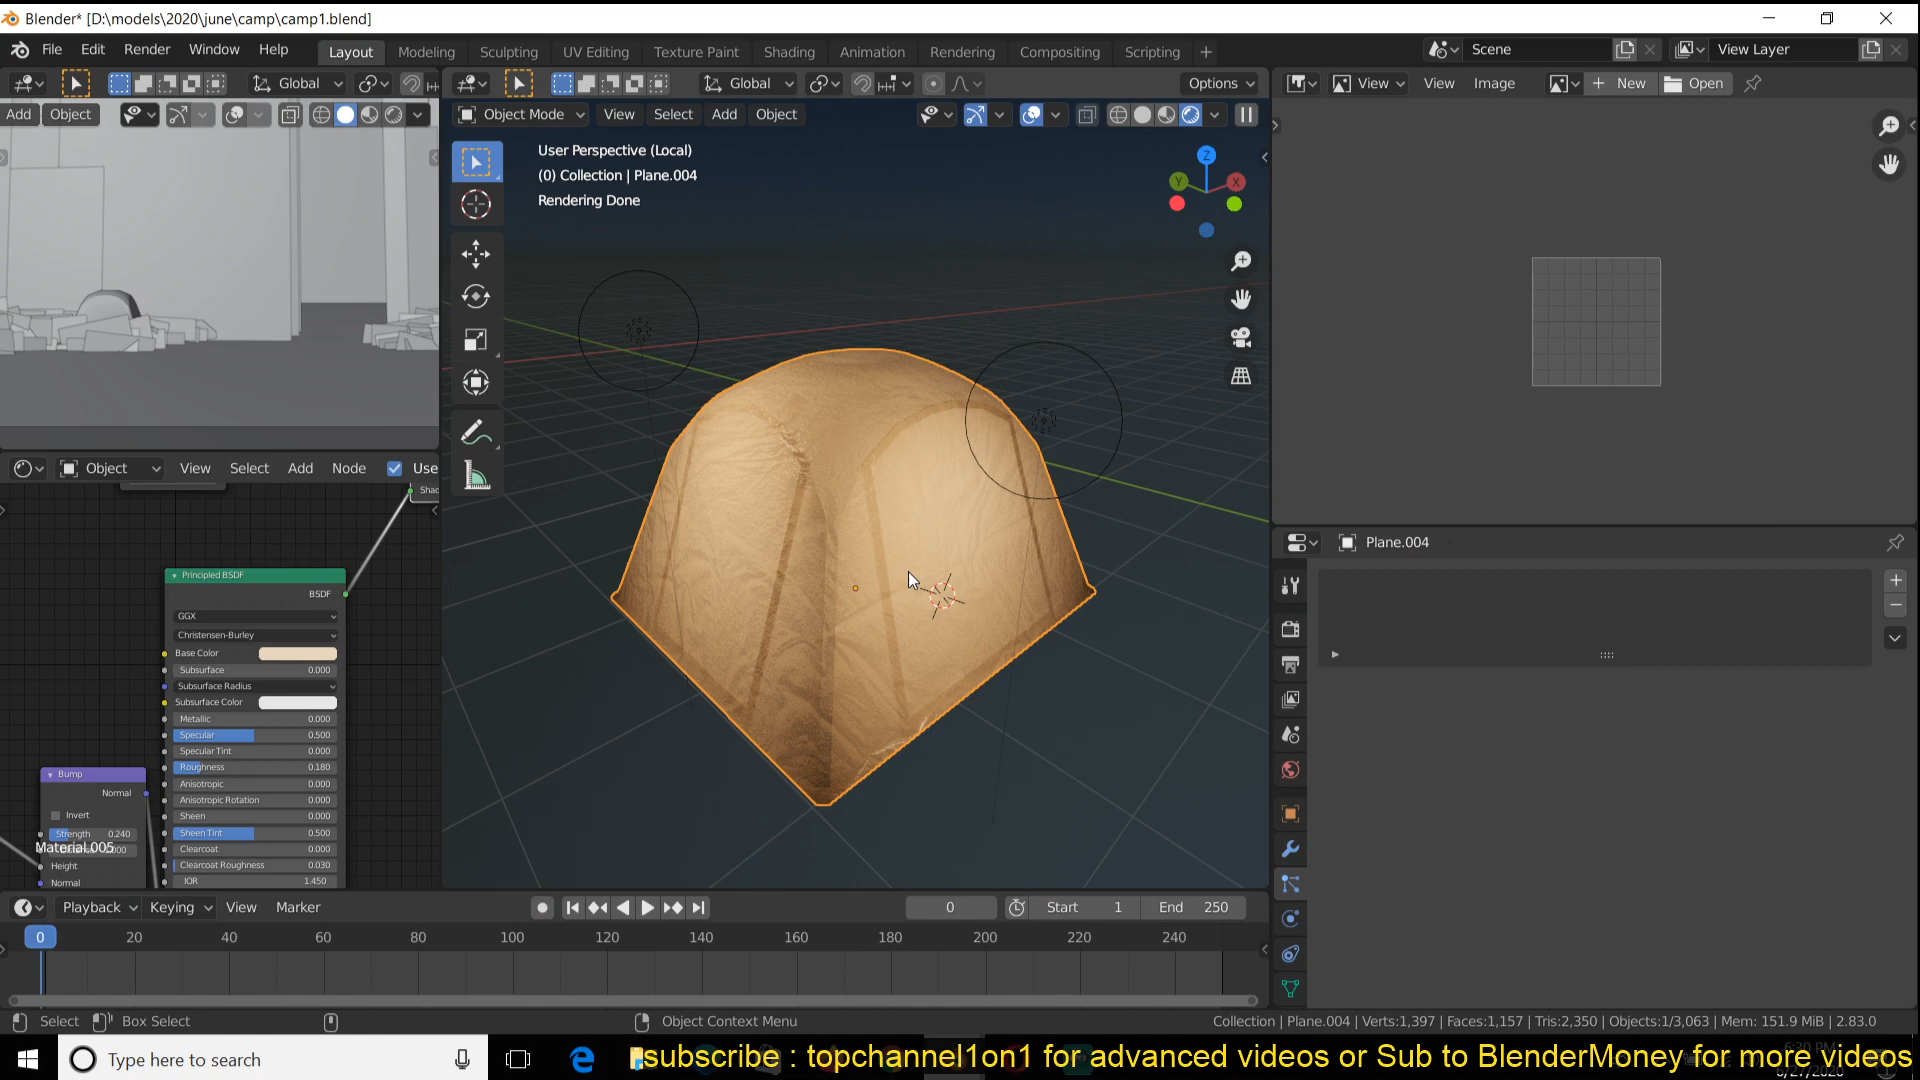 Blender* [D:\models\2020\june\camp\camp1.blend]
File Edit Render Window Help Layout Modeling Sculpting UV Editing Texture Paint Shading Animation Rendering Compositing Scripting + Scene View Layer
Global Global Options View View Image New Open
Add Object Object Mode View Select Add Object
User Perspective (Local)
(0) Collection | Plane.004
Rendering Done
Z
Y X
Object View Select Add Node Use
Plane.004
Principled BSDF
BSDF
GGX
Christensen-Burley
Base Color
Subsurface 0.000
Subsurface Radius
Subsurface Color
Metallic 0.000
Specular 0.500
Specular Tint 0.000
Roughness 0.180
Anisotropic 0.000
Anisotropic Rotation 0.000
Sheen 0.000
Sheen Tint 0.500
Clearcoat 0.000
Clearcoat Roughness 0.030
IOR 1.450
Bump
Normal
Invert
Strength 0.240
Material.005
Height
Normal
Playback Keying View Marker 0 Start 1 End 250
0 20 40 60 80 100 120 140 160 180 200 220 240
Select Box Select Object Context Menu Collection | Plane.004 | Verts:1,397 | Faces:1,157 | Tris:2,350 | Objects:1/3,063 | Mem: 151.9 MiB | 2.83.0
Type here to search
subscribe : topchannel1on1 for advanced videos or Sub to BlenderMoney for more videos